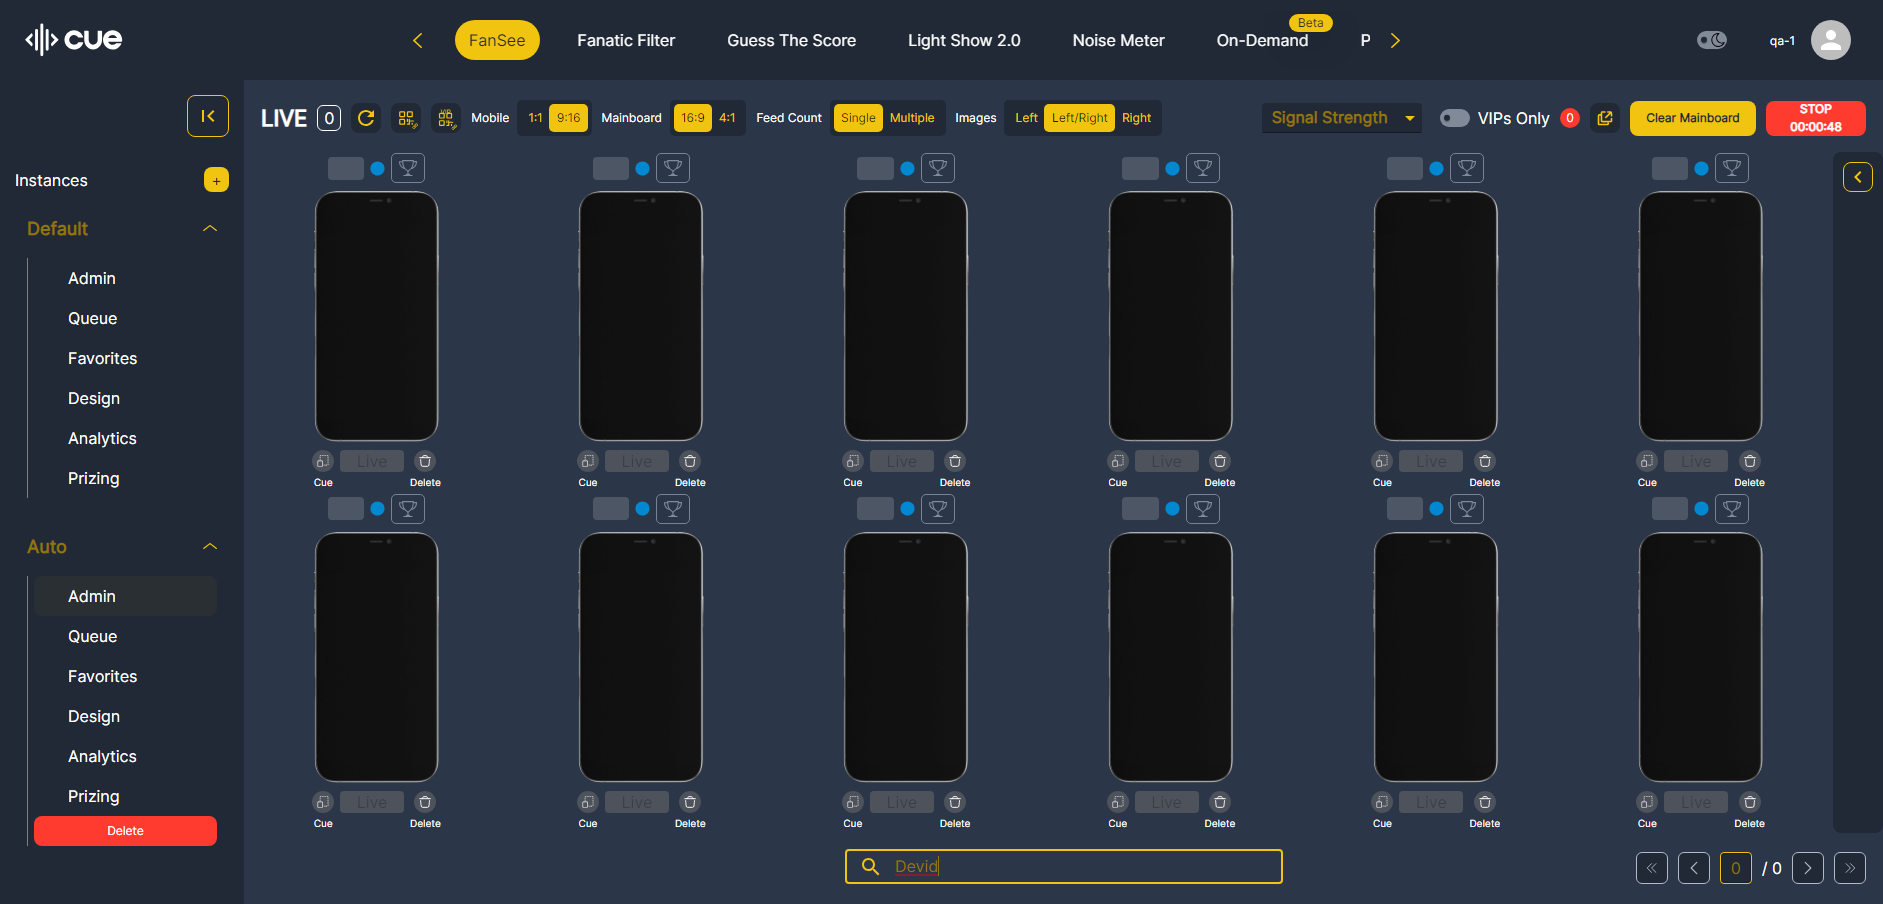 cue
FanSee
Fanatic Filter
Guess The Score
Light Show 2.0
Noise Meter
On-Demand
Beta
P
qa-1
LIVE 0
Mobile 1:1 9:16
Mainboard 16:9 4:1
Feed Count Single Multiple
Images Left Left/Right Right
Signal Strength
VIPs Only 0
Clear Mainboard
STOP
00:00:48
Instances +
Default
Admin
Queue
Favorites
Design
Analytics
Prizing
Auto
Admin
Queue
Favorites
Design
Analytics
Prizing
Delete
Live Live Live Live Live Live
Cue Delete Cue Delete Cue Delete Cue Delete Cue Delete Cue Delete
Live Live Live Live Live Live
Cue Delete Cue Delete Cue Delete Cue Delete Cue Delete Cue Delete
Devid
0 / 0